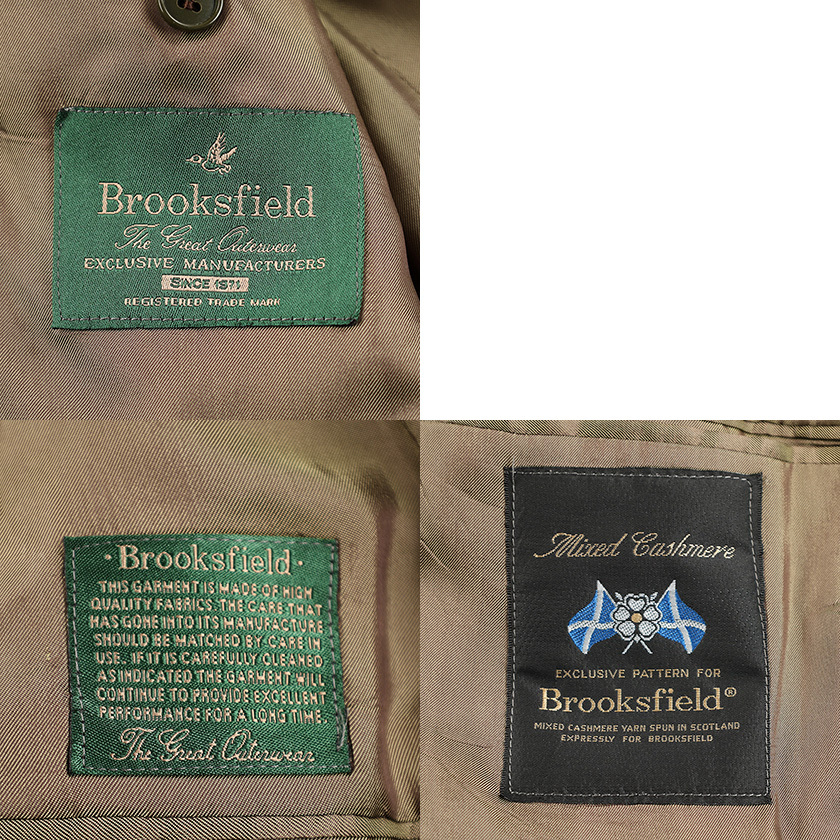 Brooksfield
The Great Outerwear
EXCLUSIVE MANUFACTURERS
SINCE 1971
REGISTERED TRADE MARK
·Brooksfield·
THIS GARMENT IS MADE OF HIGH
QUALITY FABRICS. THE CARE THAT
HAS GONE INTO ITS MANUFACTURE
SHOULD BE MATCHED BY CARE IN
USE. IF IT IS CAREFULLY CLEANED
AS INDICATED THE GARMENT WILL
CONTINUE TO PROVIDE EXCELLENT
PERFORMANCE FOR A LONG TIME.
The Great Outerwear
Mixed Cashmere
EXCLUSIVE PATTERN FOR
Brooksfield®
MIXED CASHMERE YARN SPUN IN SCOTLAND
EXPRESSLY FOR BROOKSFIELD